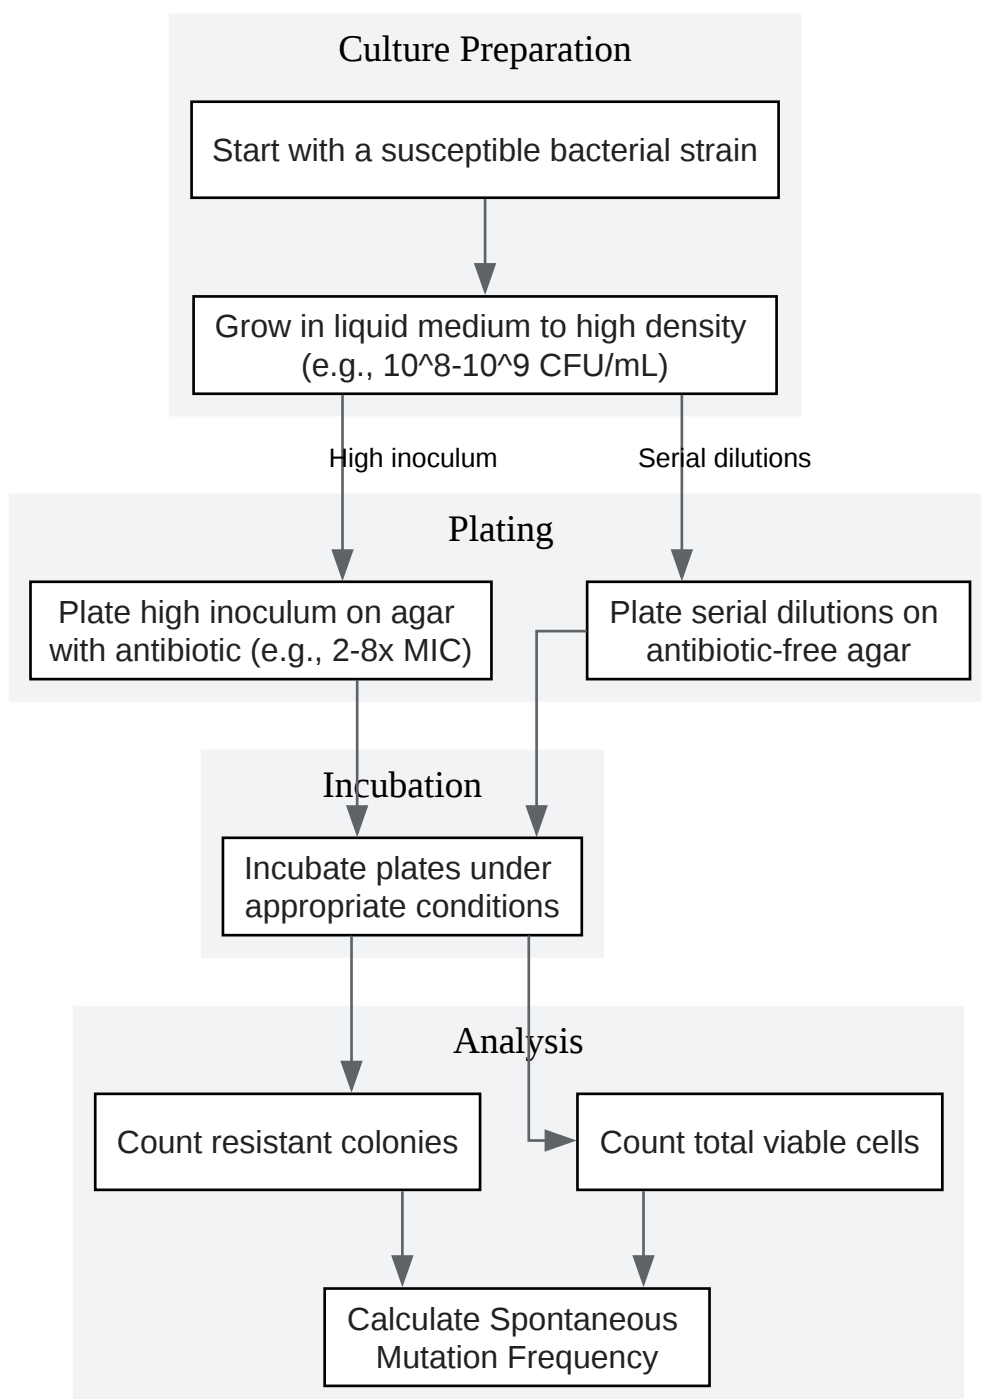 Culture Preparation
Start with a susceptible bacterial strain
Grow in liquid medium to high density
(e.g., 10^8-10^9 CFU/mL)
High inoculum
Serial dilutions
Plating
Plate high inoculum on agar
with antibiotic (e.g., 2-8x MIC)
Plate serial dilutions on
antibiotic-free agar
Incubation
Incubate plates under
appropriate conditions
Analysis
Count resistant colonies
Count total viable cells
Calculate Spontaneous
Mutation Frequency